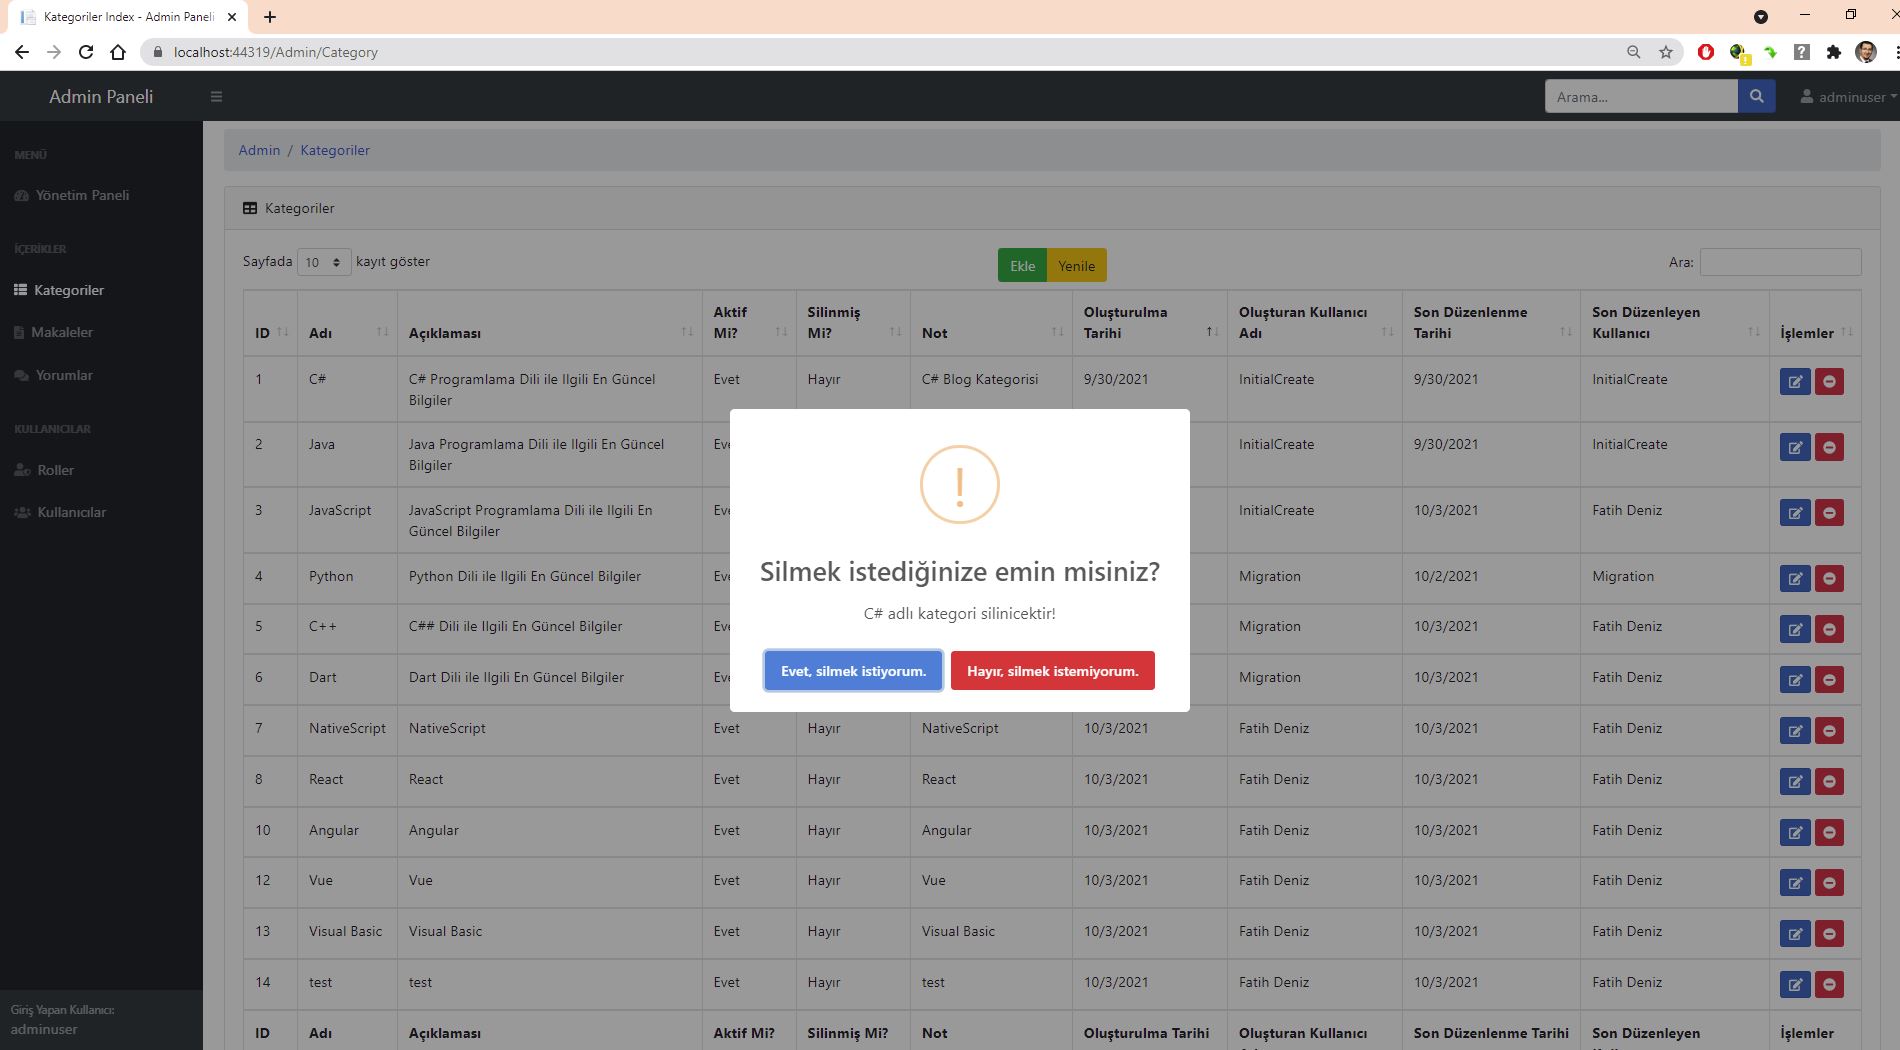 Kategoriler Index - Admin Paneli
localhost:44319/Admin/Category
Admin Paneli
Arama...
adminuser
MENÜ
Yönetim Paneli
İÇERİKLER
Kategoriler
Makaleler
Yorumlar
KULLANICILAR
Roller
Kullanıcılar
Giriş Yapan Kullanıcı:
adminuser
Admin / Kategoriler
Kategoriler
Sayfada 10 kayıt göster
Ekle Yenile
Ara:
ID Adı Açıklaması Aktif Mi? Silinmiş Mi? Not Oluşturulma Tarihi Oluşturan Kullanıcı Adı Son Düzenlenme Tarihi Son Düzenleyen Kullanıcı İşlemler
1 C# C# Programlama Dili ile Ilgili En Güncel Bilgiler Evet Hayır C# Blog Kategorisi 9/30/2021 InitialCreate 9/30/2021 InitialCreate
2 Java Java Programlama Dili ile Ilgili En Güncel Bilgiler InitialCreate 9/30/2021 InitialCreate
3 JavaScript JavaScript Programlama Dili ile Ilgili En Güncel Bilgiler InitialCreate 10/3/2021 Fatih Deniz
4 Python Python Dili ile Ilgili En Güncel Bilgiler Migration 10/2/2021 Migration
5 C++ C## Dili ile Ilgili En Güncel Bilgiler Migration 10/3/2021 Fatih Deniz
6 Dart Dart Dili ile Ilgili En Güncel Bilgiler Migration 10/3/2021 Fatih Deniz
7 NativeScript NativeScript Evet Hayır NativeScript 10/3/2021 Fatih Deniz 10/3/2021 Fatih Deniz
8 React React Evet Hayır React 10/3/2021 Fatih Deniz 10/3/2021 Fatih Deniz
10 Angular Angular Evet Hayır Angular 10/3/2021 Fatih Deniz 10/3/2021 Fatih Deniz
12 Vue Vue Evet Hayır Vue 10/3/2021 Fatih Deniz 10/3/2021 Fatih Deniz
13 Visual Basic Visual Basic Evet Hayır Visual Basic 10/3/2021 Fatih Deniz 10/3/2021 Fatih Deniz
14 test test Evet Hayır test 10/3/2021 Fatih Deniz 10/3/2021 Fatih Deniz
ID Adı Açıklaması Aktif Mi? Silinmiş Mi? Not Oluşturulma Tarihi Oluşturan Kullanıcı Son Düzenlenme Tarihi Son Düzenleyen İşlemler
!
Silmek istediğinize emin misiniz?
C# adlı kategori silinicektir!
Evet, silmek istiyorum. Hayır, silmek istemiyorum.